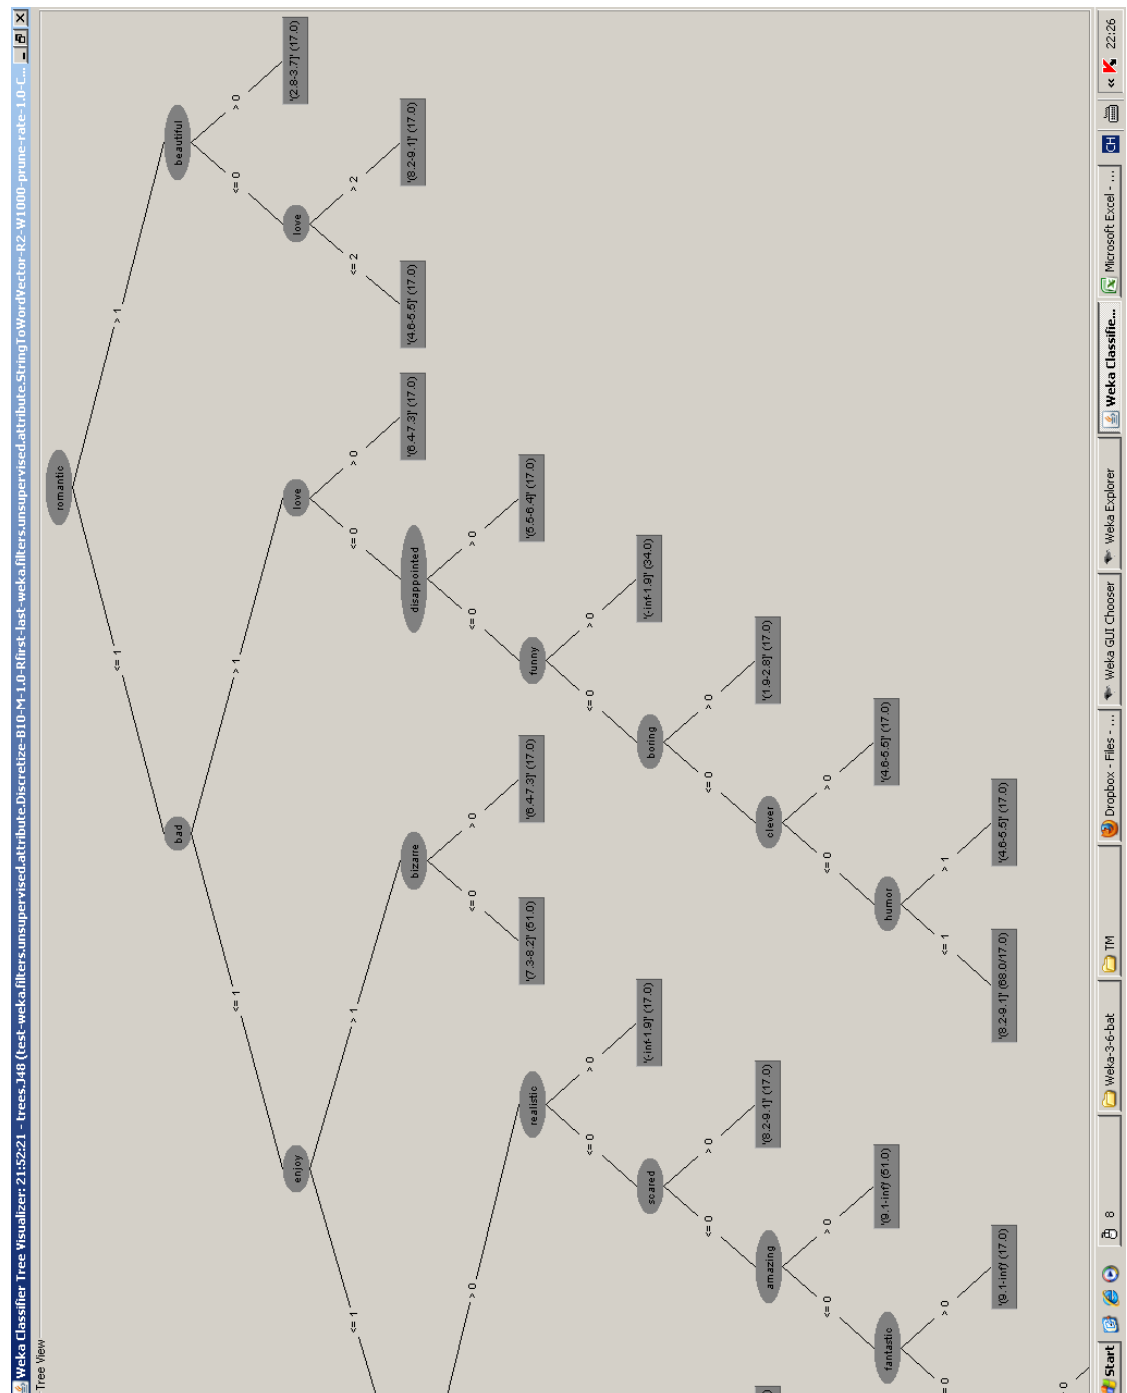 Weka Classifier Tree Visualizer: 21:52:21 - trees.J48 (test-weka.filters.unsupervised.attribute.Discretize-B10-M-1.0-Rfirst-last-weka.filters.unsupervised.attribute.StringToWordVector-R2-W1000-prune-rate-1.0-C...
Tree View
romantic
<= 1
> 1
bad
beautiful
<= 1
> 1
<= 0
> 0
enjoy
love
love
'(2.8-3.7]' (17.0)
<= 1
> 1
<= 0
> 0
<= 2
> 2
bizarre
disappointed
'(6.4-7.3]' (17.0)
'(4.6-5.5]' (17.0)
'(8.2-9.1]' (17.0)
> 0
<= 0
> 0
<= 0
> 0
realistic
'(7.3-8.2]' (51.0)
'(6.4-7.3]' (17.0)
funny
'(5.5-6.4]' (17.0)
<= 0
> 0
<= 0
> 0
scared
'(-inf-1.9]' (17.0)
boring
'(-inf-1.9]' (34.0)
<= 0
> 0
<= 0
> 0
amazing
'(8.2-9.1]' (17.0)
clever
'(1.9-2.8]' (17.0)
<= 0
> 0
<= 0
> 0
fantastic
'(9.1-inf)' (51.0)
humor
'(4.6-5.5]' (17.0)
<= 0
> 0
<= 1
> 1
'(9.1-inf)' (17.0)
'(8.2-9.1]' (68.0/17.0)
'(4.6-5.5]' (17.0)
Start
8
Weka-3-6-bat
TM
Dropbox - Files - ...
Weka GUI Chooser
Weka Explorer
Weka Classifie...
Microsoft Excel - ...
CH
22:26